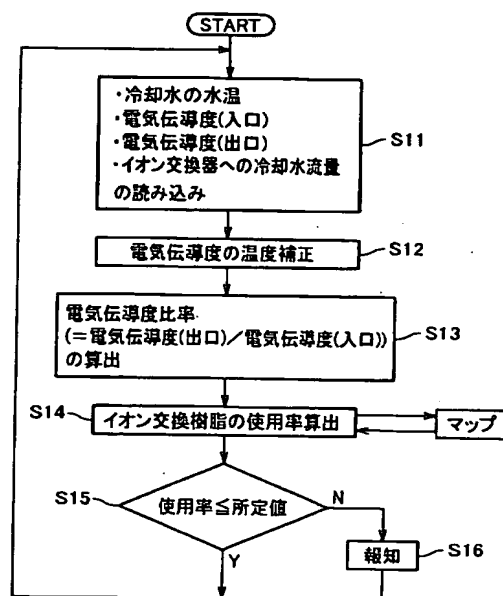 START
・冷却水の水温
・電気伝導度(入口)
・電気伝導度(出口)
・イオン交換器への冷却水流量
の読み込み
S11
電気伝導度の温度補正
S12
電気伝導度比率
(=電気伝導度(出口)/電気伝導度(入口))
の算出
S13
S14
イオン交換樹脂の使用率算出
マップ
S15
使用率≦所定値
N
Y
報知
S16